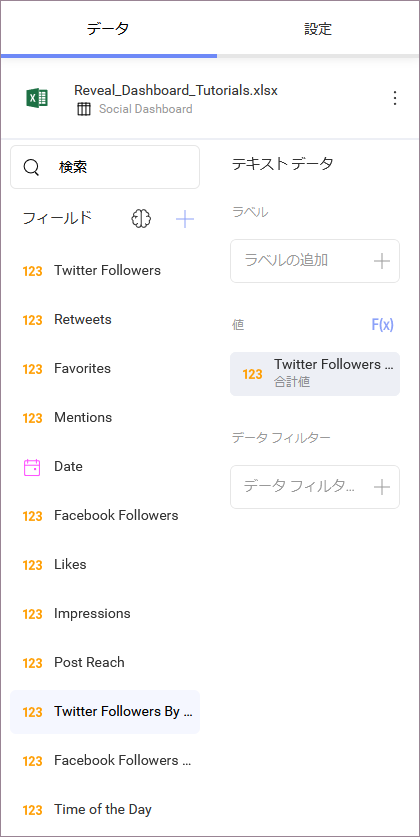 データ
設定
Reveal_Dashboard_Tutorials.xlsx
Social Dashboard
検索
フィールド
123 Twitter Followers
123 Retweets
123 Favorites
123 Mentions
Date
123 Facebook Followers
123 Likes
123 Impressions
123 Post Reach
123 Twitter Followers By ...
123 Facebook Followers ...
123 Time of the Day
テキスト データ
ラベル
ラベルの追加
値 F(x)
123 Twitter Followers ...
合計値
データ フィルター
データ フィルタ...